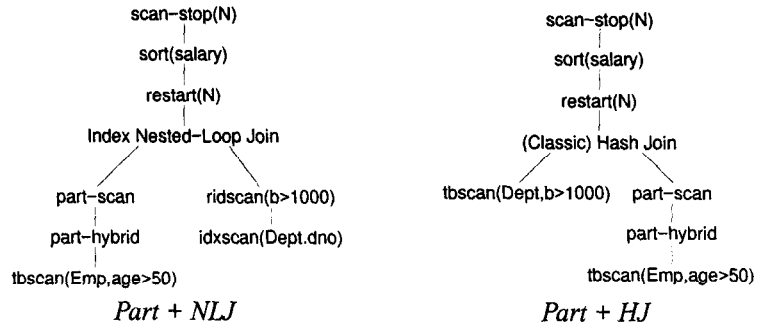 scan-stop(N)
sort(salary)
restart(N)
Index Nested-Loop Join
part-scan
ridscan(b>1000)
part-hybrid
idxscan(Dept.dno)
tbscan(Emp,age>50)
Part + NLJ
scan-stop(N)
sort(salary)
restart(N)
(Classic) Hash Join
tbscan(Dept,b>1000)
part-scan
part-hybrid
tbscan(Emp,age>50)
Part + HJ